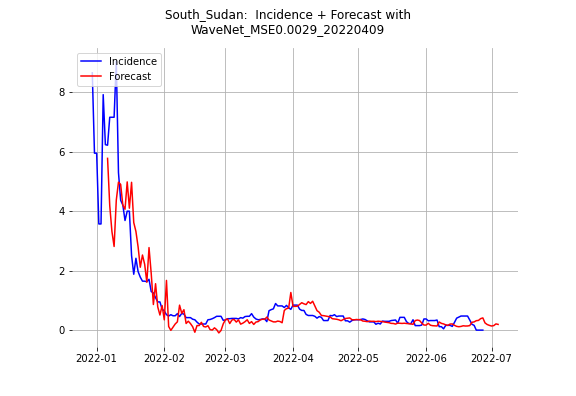 South_Sudan:  Incidence + Forecast with
WaveNet_MSE0.0029_20220409
Incidence
Forecast
8
6
4
2
0
2022-01 2022-02 2022-03 2022-04 2022-05 2022-06 2022-07